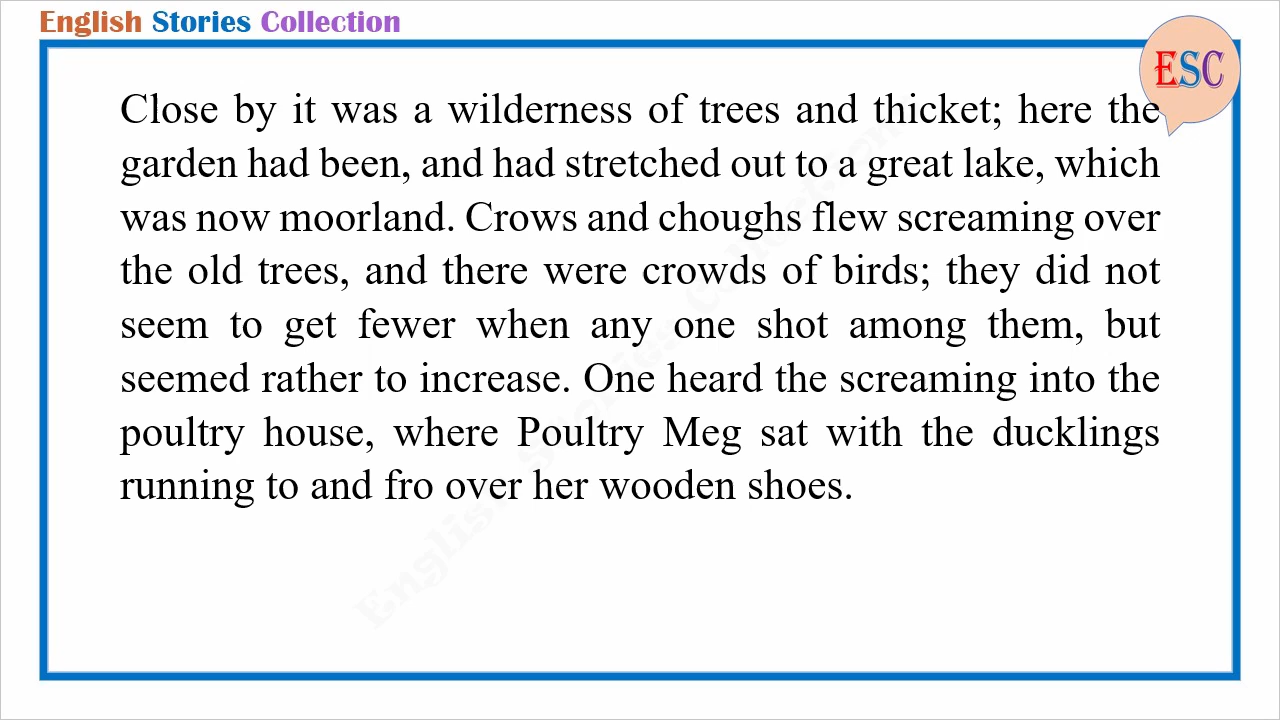 English Stories Collection
ESC
Close by it was a wilderness of trees and thicket; here the
garden had been, and had stretched out to a great lake, which
was now moorland. Crows and choughs flew screaming over
the old trees, and there were crowds of birds; they did not
seem to get fewer when any one shot among them, but
seemed rather to increase. One heard the screaming into the
poultry house, where Poultry Meg sat with the ducklings
running to and fro over her wooden shoes.
English Stories Collection